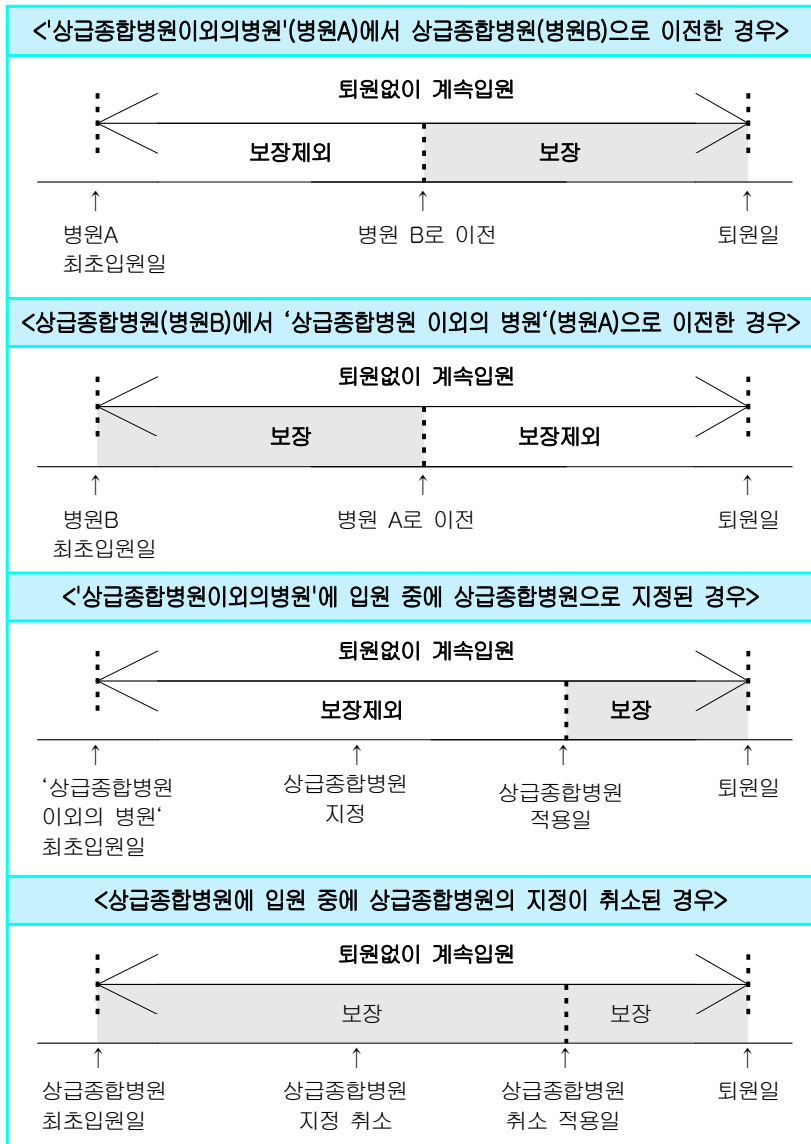 <'상급종합병원이외의병원'(병원A)에서 상급종합병원(병원B)으로 이전한 경우>
퇴원없이 계속입원
보장제외 보장
↑ ↑ ↑
병원A 병원 B로 이전 퇴원일
최초입원일
<상급종합병원(병원B)에서 ‘상급종합병원 이외의 병원‘(병원A)으로 이전한 경우>
퇴원없이 계속입원
보장 보장제외
↑ ↑ ↑
병원B 병원 A로 이전 퇴원일
최초입원일
<'상급종합병원이외의병원'에 입원 중에 상급종합병원으로 지정된 경우>
퇴원없이 계속입원
보장제외 보장
↑ ↑ ↑ ↑
‘상급종합병원 상급종합병원 상급종합병원 퇴원일
이외의 병원‘ 지정 적용일
최초입원일
<상급종합병원에 입원 중에 상급종합병원의 지정이 취소된 경우>
퇴원없이 계속입원
보장 보장
↑ ↑ ↑ ↑
상급종합병원 상급종합병원 상급종합병원 퇴원일
최초입원일 지정 취소 취소 적용일